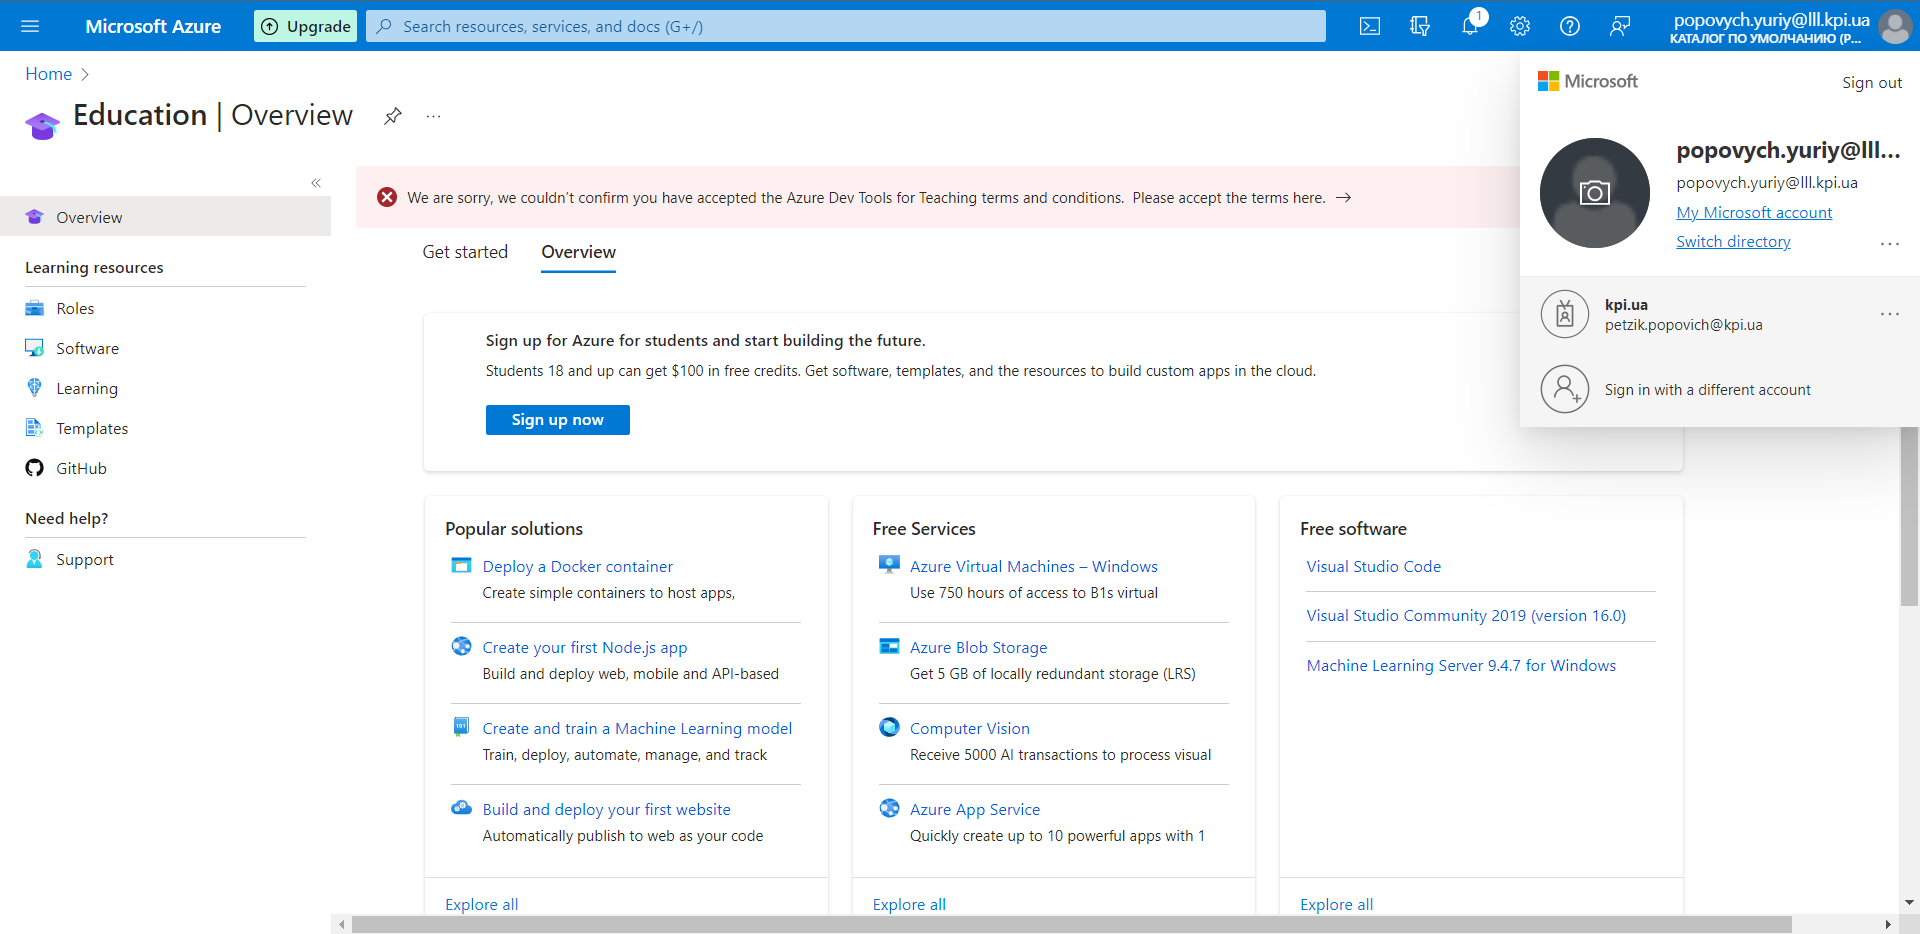 Microsoft Azure
Upgrade
Search resources, services, and docs (G+/)
1
popovych.yuriy@lll.kpi.ua
КАТАЛОГ ПО УМОЛЧАНИЮ (P...
Home
Education | Overview
...
Microsoft
Sign out
popovych.yuriy@lll...
popovych.yuriy@lll.kpi.ua
My Microsoft account
Switch directory
...
kpi.ua
petzik.popovich@kpi.ua
...
Sign in with a different account
«
Overview
Learning resources
Roles
Software
Learning
Templates
GitHub
Need help?
Support
We are sorry, we couldn’t confirm you have accepted the Azure Dev Tools for Teaching terms and conditions. Please accept the terms here. →
Get started
Overview
Sign up for Azure for students and start building the future.
Students 18 and up can get $100 in free credits. Get software, templates, and the resources to build custom apps in the cloud.
Sign up now
Popular solutions
Deploy a Docker container
Create simple containers to host apps,
Create your first Node.js app
Build and deploy web, mobile and API-based
Create and train a Machine Learning model
Train, deploy, automate, manage, and track
Build and deploy your first website
Automatically publish to web as your code
Explore all
Free Services
Azure Virtual Machines – Windows
Use 750 hours of access to B1s virtual
Azure Blob Storage
Get 5 GB of locally redundant storage (LRS)
Computer Vision
Receive 5000 AI transactions to process visual
Azure App Service
Quickly create up to 10 powerful apps with 1
Explore all
Free software
Visual Studio Code
Visual Studio Community 2019 (version 16.0)
Machine Learning Server 9.4.7 for Windows
Explore all